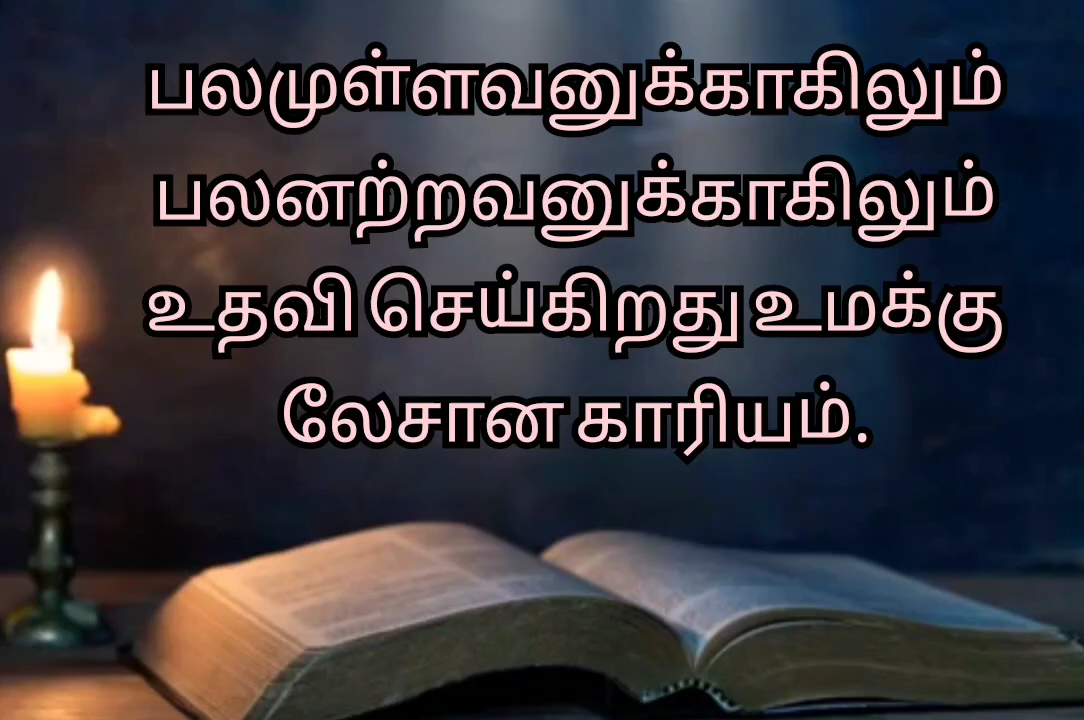 பலமுள்ளவனுக்காகிலும்
பலனற்றவனுக்காகிலும்
உதவி செய்கிறது உமக்கு
லேசான காரியம்.